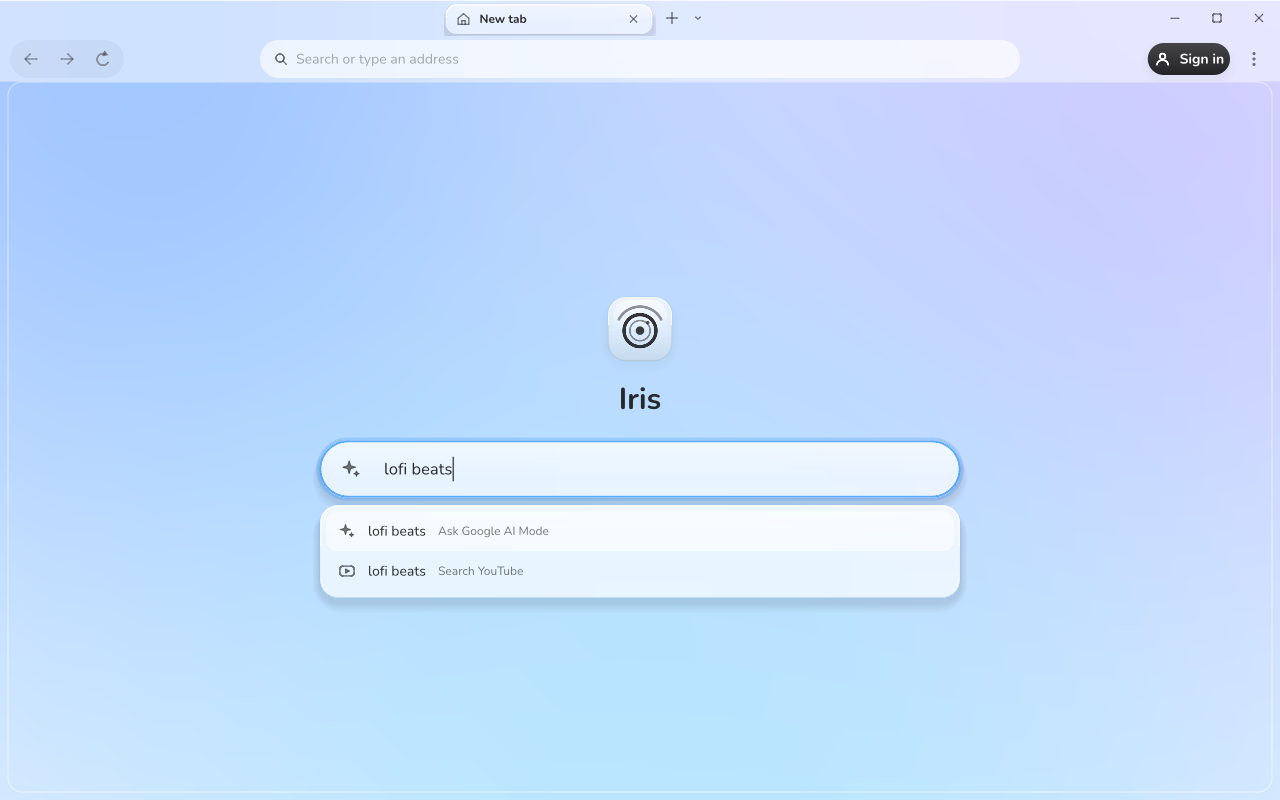 New tab
Search or type an address
Sign in
Iris
lofi beats
lofi beats Ask Google AI Mode
lofi beats Search YouTube